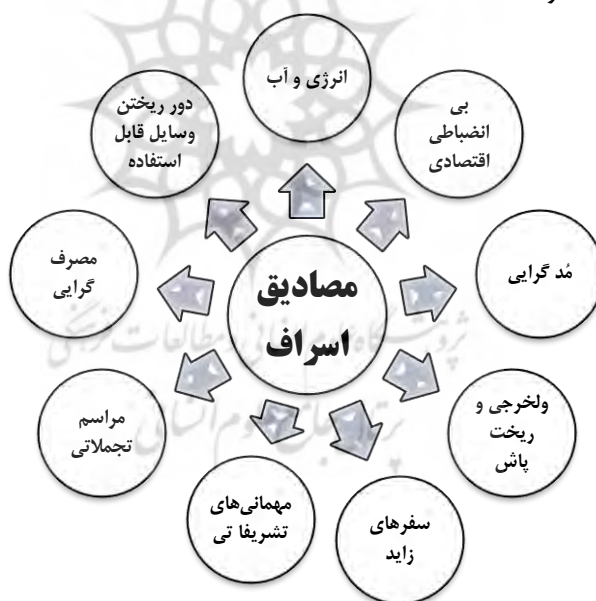 انرژی و آب
بی
انضباطی
اقتصادی
مُد گرایی
ولخرجی و
ریخت
پاش
سفرهای
زاید
مهمانی‌های
تشریفا تی
مراسم
تجملاتی
مصرف
گرایی
دور ریختن
وسایل قابل
استفاده
مصادیق
اسراف